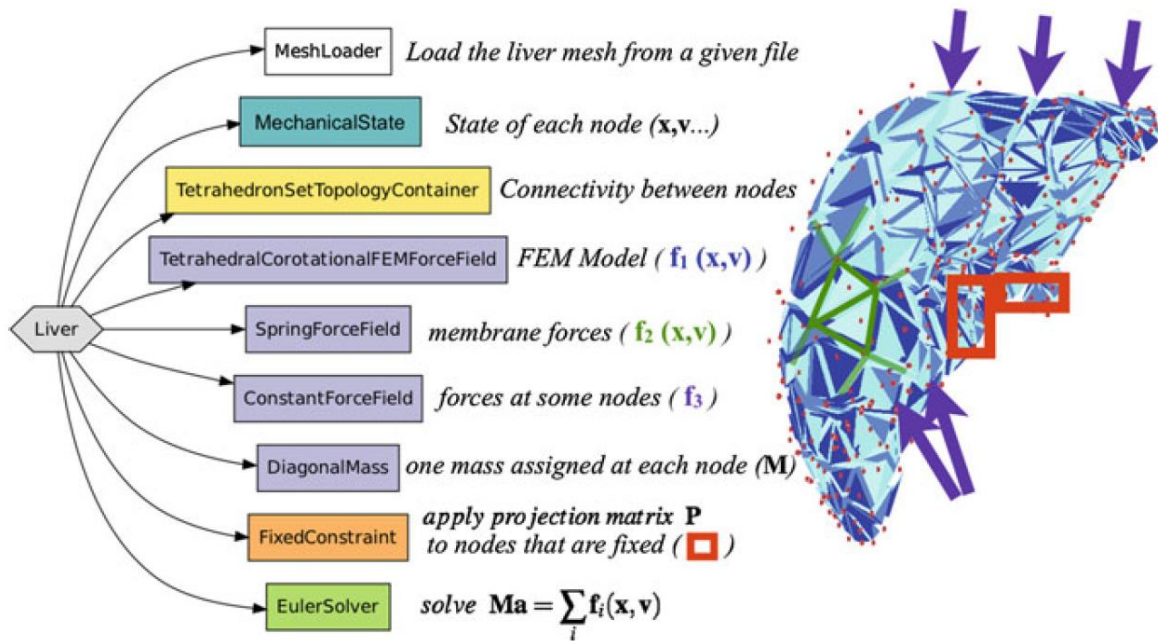 MeshLoader Load the liver mesh from a given file
MechanicalState State of each node (x,v...)
TetrahedronSetTopologyContainer Connectivity between nodes
TetrahedralCorotationalFEMForceField FEM Model ( f₁ (x,v) )
Liver
SpringForceField membrane forces ( f₂ (x,v) )
ConstantForceField forces at some nodes ( f₃ )
DiagonalMass one mass assigned at each node (M)
FixedConstraint apply projection matrix P
to nodes that are fixed ( )
EulerSolver solve Ma = ∑ᵢ fᵢ(x, v)